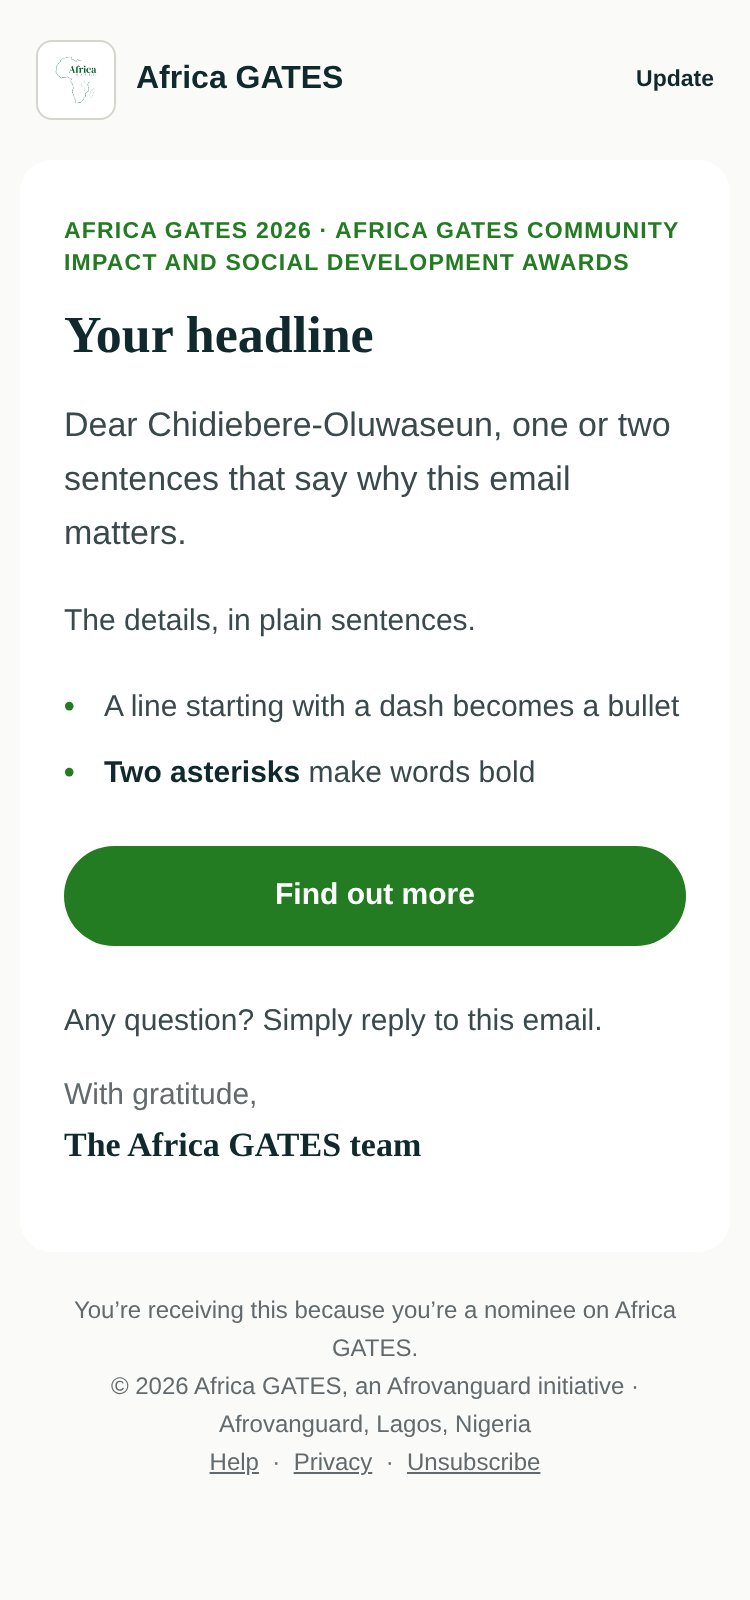 Africa
Africa GATES
Update
AFRICA GATES 2026 · AFRICA GATES COMMUNITY
IMPACT AND SOCIAL DEVELOPMENT AWARDS
Your headline
Dear Chidiebere-Oluwaseun, one or two
sentences that say why this email
matters.
The details, in plain sentences.
• A line starting with a dash becomes a bullet
• Two asterisks make words bold
Find out more
Any question? Simply reply to this email.
With gratitude,
The Africa GATES team
You’re receiving this because you’re a nominee on Africa
GATES.
© 2026 Africa GATES, an Afrovanguard initiative ·
Afrovanguard, Lagos, Nigeria
Help · Privacy · Unsubscribe